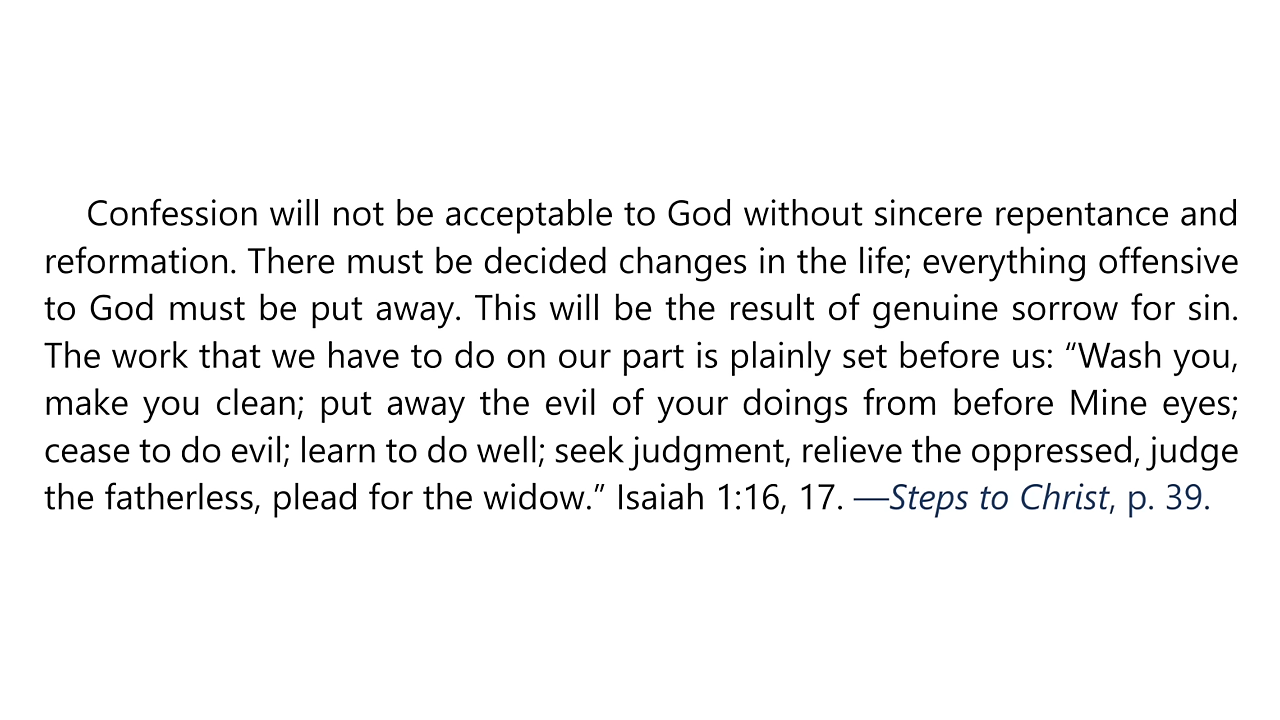 Confession will not be acceptable to God without sincere repentance and
reformation. There must be decided changes in the life; everything offensive
to God must be put away. This will be the result of genuine sorrow for sin.
The work that we have to do on our part is plainly set before us: “Wash you,
make you clean; put away the evil of your doings from before Mine eyes;
cease to do evil; learn to do well; seek judgment, relieve the oppressed, judge
the fatherless, plead for the widow.” Isaiah 1:16, 17. —Steps to Christ, p. 39.